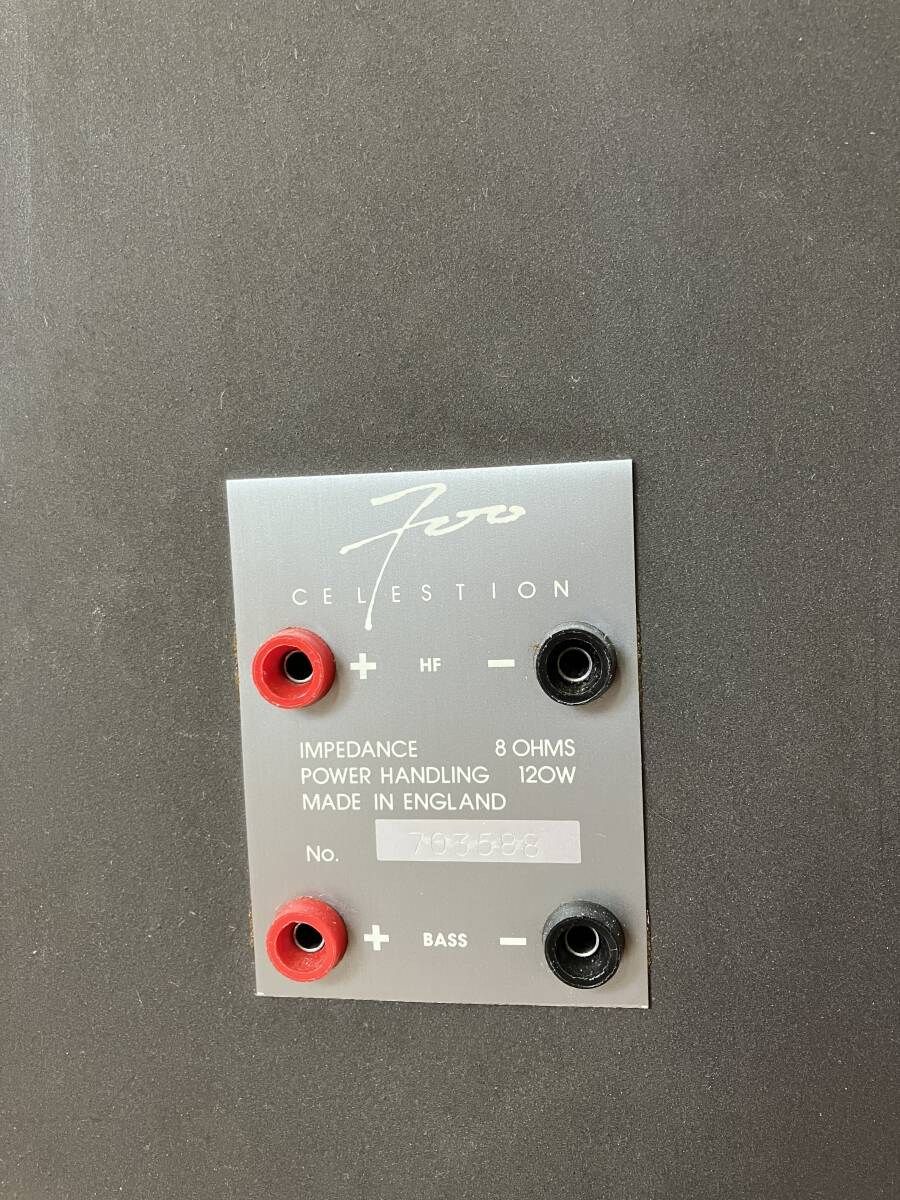 700
CELESTION
+ HF −
IMPEDANCE 8 OHMS
POWER HANDLING 120W
MADE IN ENGLAND
No. 703588
+ BASS −